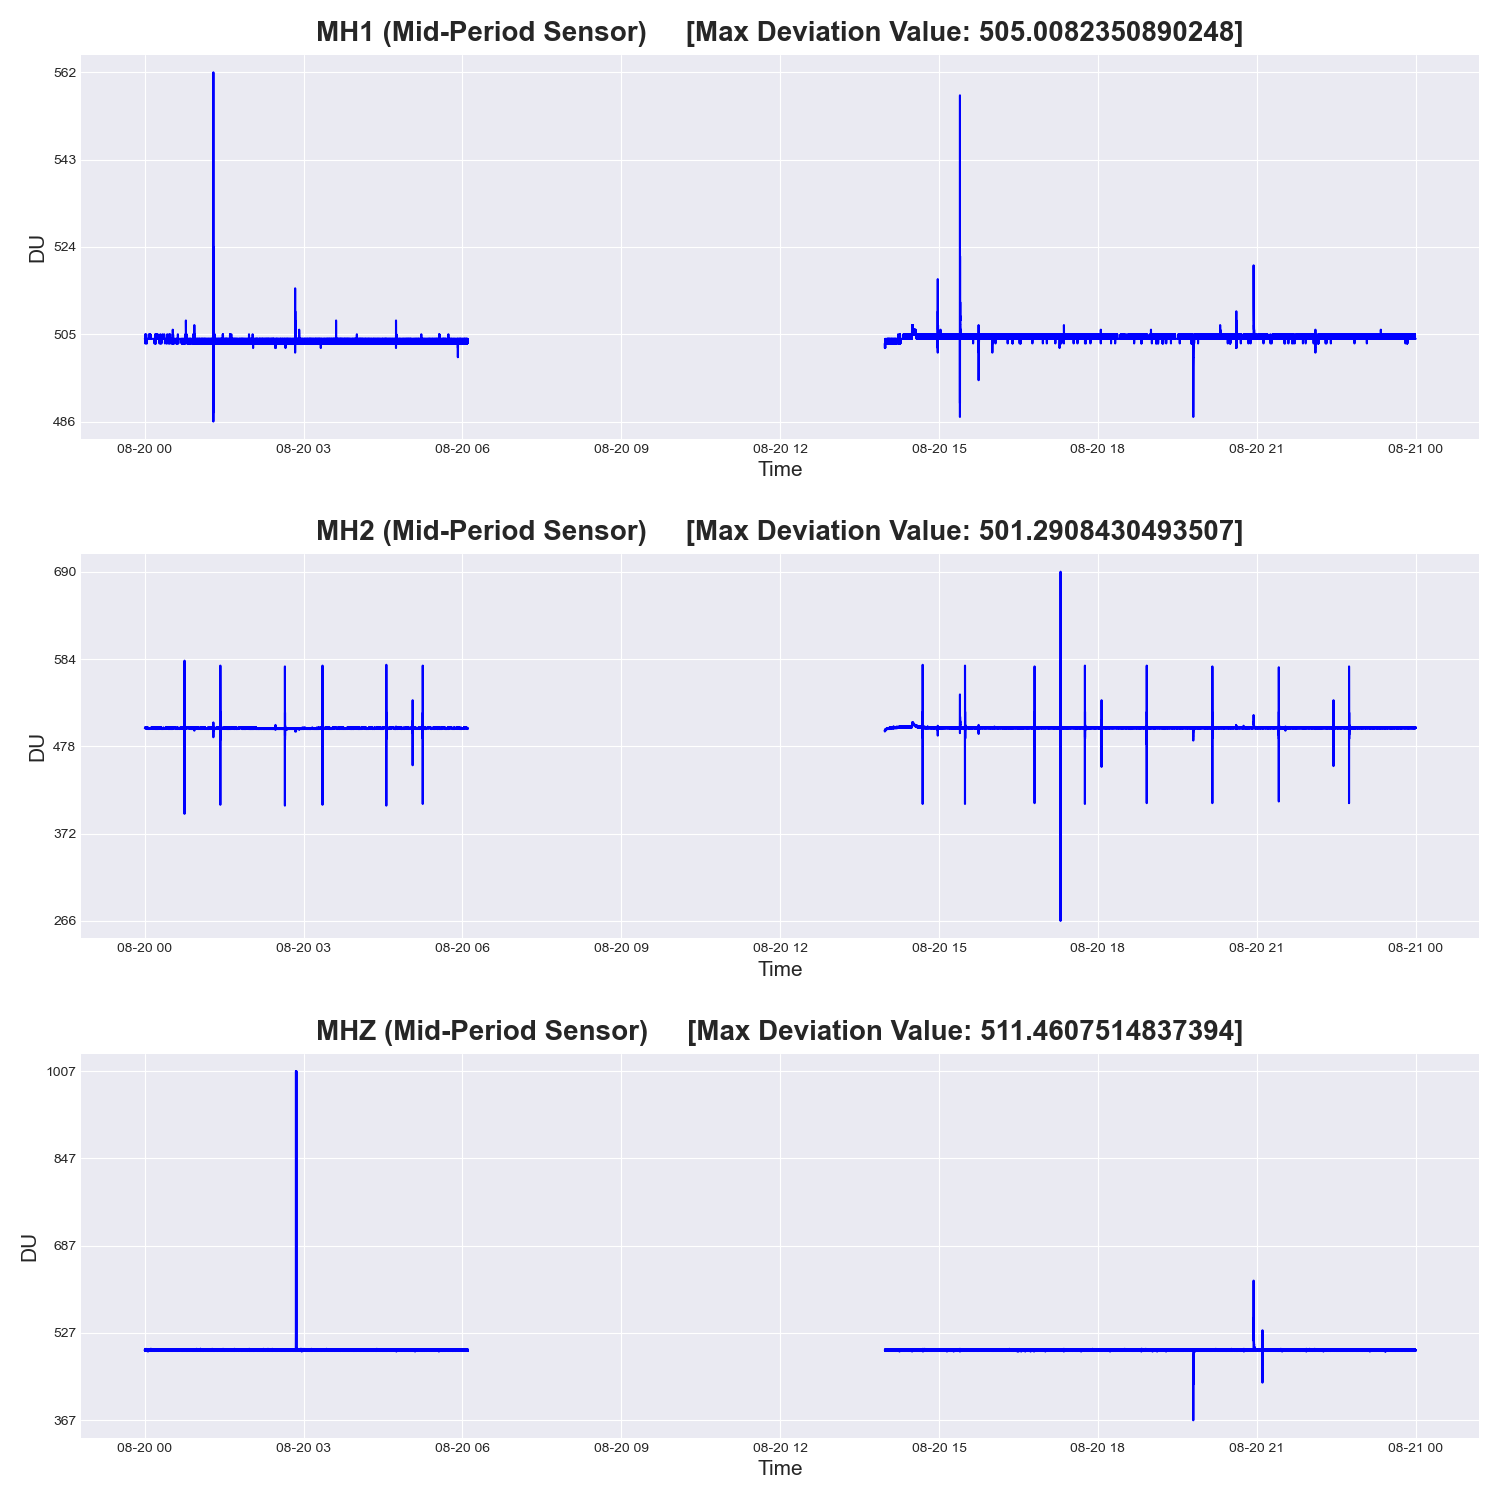 MH1 (Mid-Period Sensor) [Max Deviation Value: 505.0082350890248]
562
543
524
505
486
DU
08-20 00 08-20 03 08-20 06 08-20 09 08-20 12 08-20 15 08-20 18 08-20 21 08-21 00
Time
MH2 (Mid-Period Sensor) [Max Deviation Value: 501.2908430493507]
690
584
478
372
266
DU
08-20 00 08-20 03 08-20 06 08-20 09 08-20 12 08-20 15 08-20 18 08-20 21 08-21 00
Time
MHZ (Mid-Period Sensor) [Max Deviation Value: 511.4607514837394]
1007
847
687
527
367
DU
08-20 00 08-20 03 08-20 06 08-20 09 08-20 12 08-20 15 08-20 18 08-20 21 08-21 00
Time